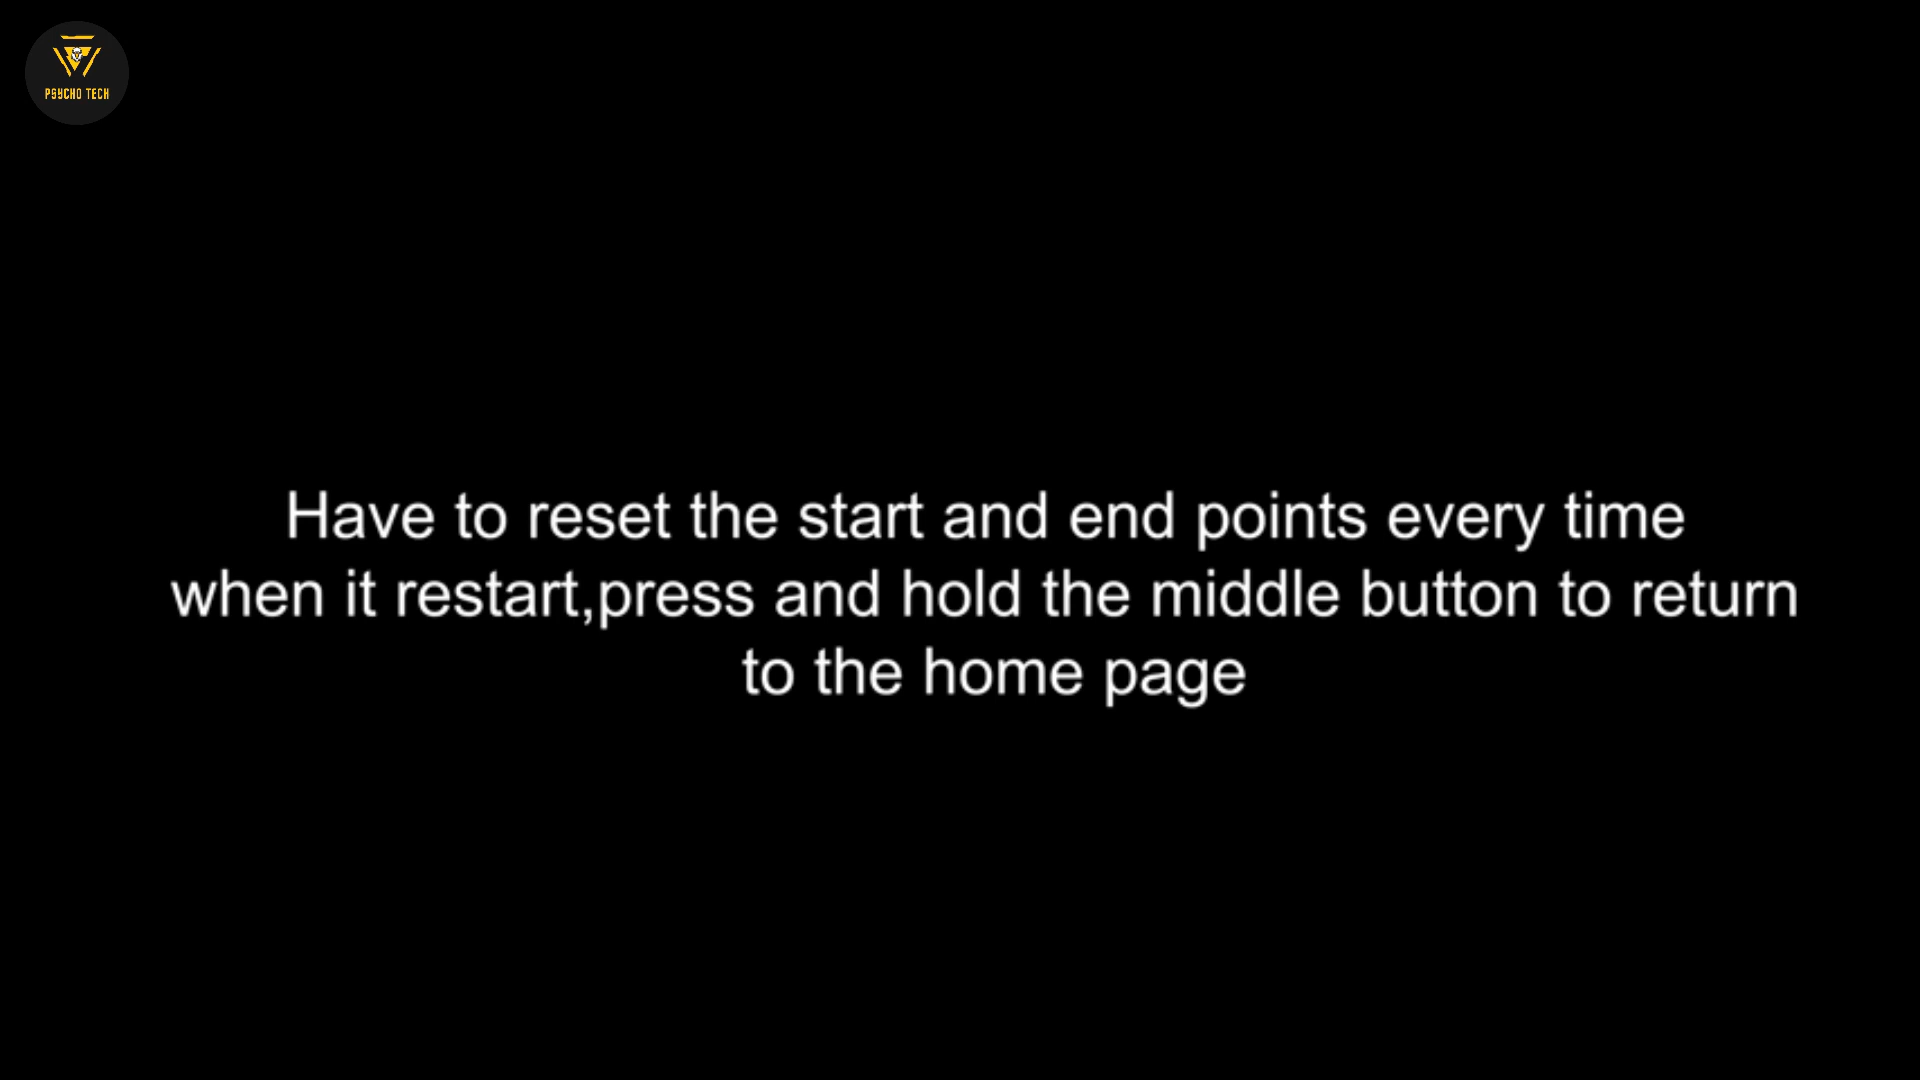 PSYCHO TECH
Have to reset the start and end points every time
when it restart,press and hold the middle button to return
to the home page